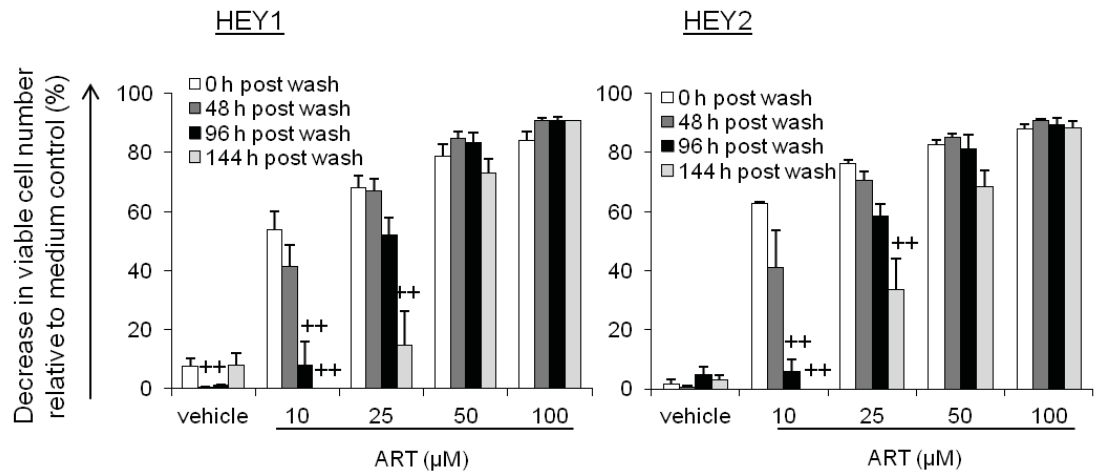 HEY1
HEY2
Decrease in viable cell number
relative to medium control (%)
0 h post wash
48 h post wash
96 h post wash
144 h post wash
100
80
60
40
20
0
++
++
++
++
vehicle
10
25
50
100
ART (µM)
0 h post wash
48 h post wash
96 h post wash
144 h post wash
100
80
60
40
20
0
++
++
++
vehicle
10
25
50
100
ART (µM)